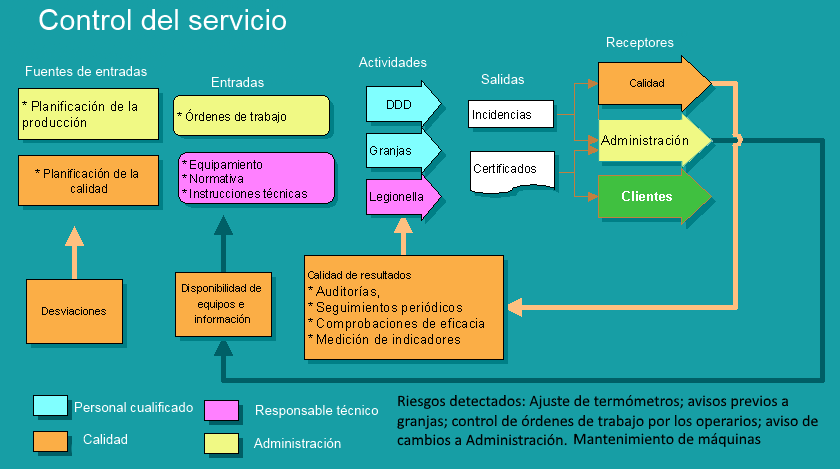 Control del servicio
Fuentes de entradas
Entradas
Actividades
Salidas
Receptores
* Planificación de la
producción
* Planificación de la
calidad
* Órdenes de trabajo
* Equipamiento
* Normativa
* Instrucciones técnicas
DDD
Granjas
Legionella
Incidencias
Certificados
Calidad
Administración
Clientes
Desviaciones
Disponibilidad de
equipos e
información
Calidad de resultados
* Auditorías,
* Seguimientos periódicos
* Comprobaciones de eficacia
* Medición de indicadores
Personal cualificado
Calidad
Responsable técnico
Administración
Riesgos detectados: Ajuste de termómetros; avisos previos a
granjas; control de órdenes de trabajo por los operarios; aviso de
cambios a Administración. Mantenimiento de máquinas